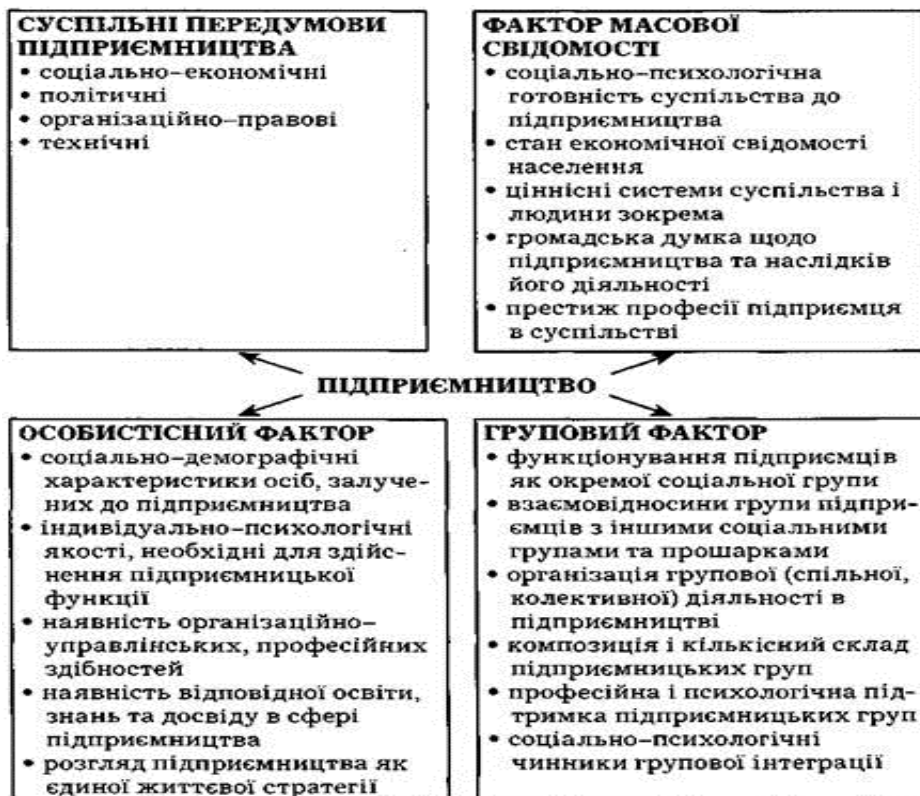 СУСПІЛЬНІ ПЕРЕДУМОВИ
ПІДПРИЄМНИЦТВА
• соціально-економічні
• політичні
• організаційно-правові
• технічні
ФАКТОР МАСОВОЇ
СВІДОМОСТІ
• соціально-психологічна
готовність суспільства до
підприємництва
• стан економічної свідомості
населення
• ціннісні системи суспільства і
людини зокрема
• громадська думка щодо
підприємництва та наслідків
його діяльності
• престиж професії підприємця
в суспільстві
ПІДПРИЄМНИЦТВО
ОСОБИСТІСНИЙ ФАКТОР
• соціально-демографічні
характеристики осіб, залуче-
них до підприємництва
• індивідуально-психологічні
якості, необхідні для здійс-
нення підприємницької
функції
• наявність організаційно-
управлінських, професійних
здібностей
• наявність відповідної освіти,
знань та досвіду в сфері
підприємництва
• розгляд підприємництва як
єдиної життєвої стратегії
ГРУПОВИЙ ФАКТОР
• функціонування підприємців
як окремої соціальної групи
• взаємовідносини групи підпри-
ємців з іншими соціальними
групами та прошарками
• організація групової (спільної,
колективної) діяльності в
підприємництві
• композиція і кількісний склад
підприємницьких груп
• професійна і психологічна під-
тримка підприємницьких груп
• соціально-психологічні
чинники групової інтеграції